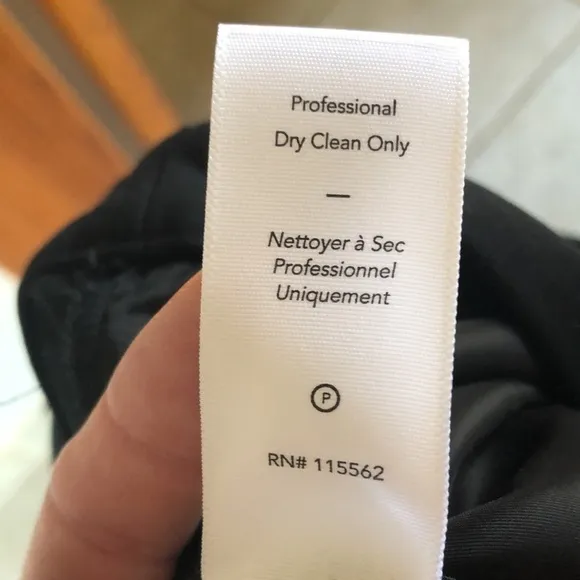 Professional
Dry Clean Only
—
Nettoyer à Sec
Professionnel
Uniquement
P
RN# 115562